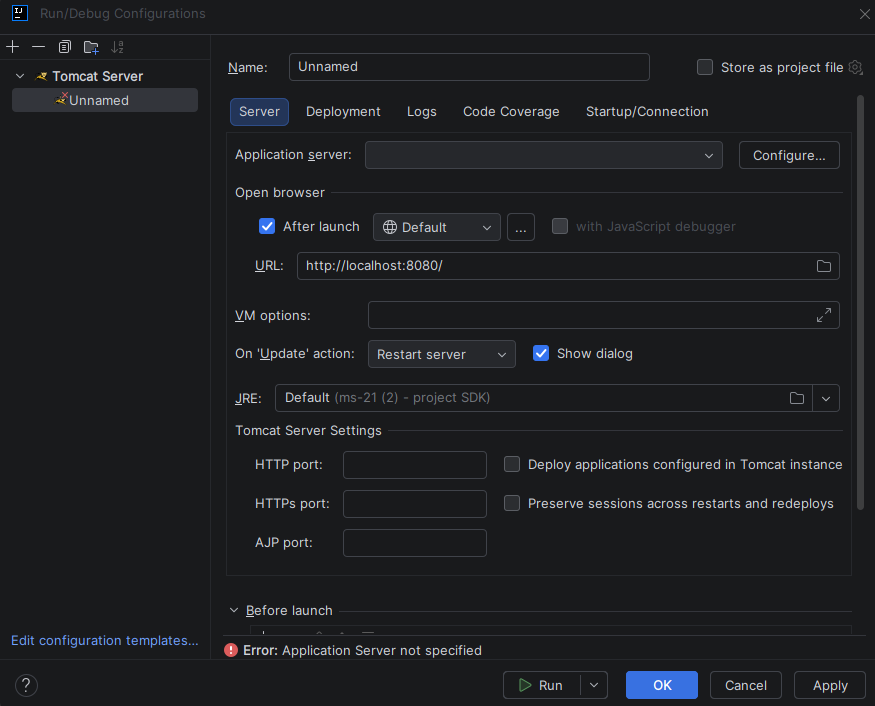 Run/Debug Configurations
Tomcat Server
Unnamed
Name: Unnamed
Store as project file
Server Deployment Logs Code Coverage Startup/Connection
Application server: Configure...
Open browser
After launch Default ... with JavaScript debugger
URL: http://localhost:8080/
VM options:
On 'Update' action: Restart server Show dialog
JRE: Default (ms-21 (2) - project SDK)
Tomcat Server Settings
HTTP port: Deploy applications configured in Tomcat instance
HTTPs port: Preserve sessions across restarts and redeploys
AJP port:
Before launch
Edit configuration templates...
Error: Application Server not specified
? Run OK Cancel Apply